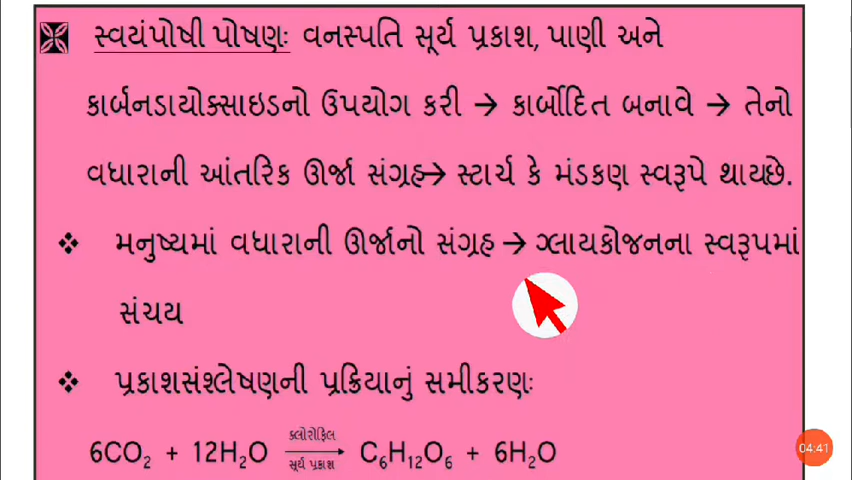 સ્વયંપોષી પોષણઃ વનસ્પતિ સૂર્ય પ્રકાશ, પાણી અને
કાર્બનડાયોક્સાઇડનો ઉપયોગ કરી → કાર્બોદિત બનાવે → તેનો
વધારાની આંતરિક ઊર્જા સંગ્રહ→ સ્ટાર્ચ કે મંડકણ સ્વરૂપે થાયછે.
❖ મનુષ્યમાં વધારાની ઊર્જાનો સંગ્રહ → ગ્લાયકોજનના સ્વરૂપમાં
સંચય
❖ પ્રકાશસંશ્લેષણની પ્રક્રિયાનું સમીકરણઃ
ક્લોરોફિલ
6CO₂ + 12H₂O → C₆H₁₂O₆ + 6H₂O
સૂર્ય પ્રકાશ
04:41